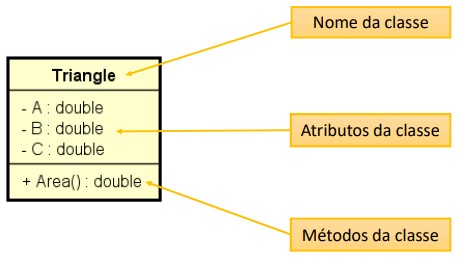 Nome da classe
Triangle
- A : double
- B : double
- C : double
Atributos da classe
+ Area() : double
Métodos da classe